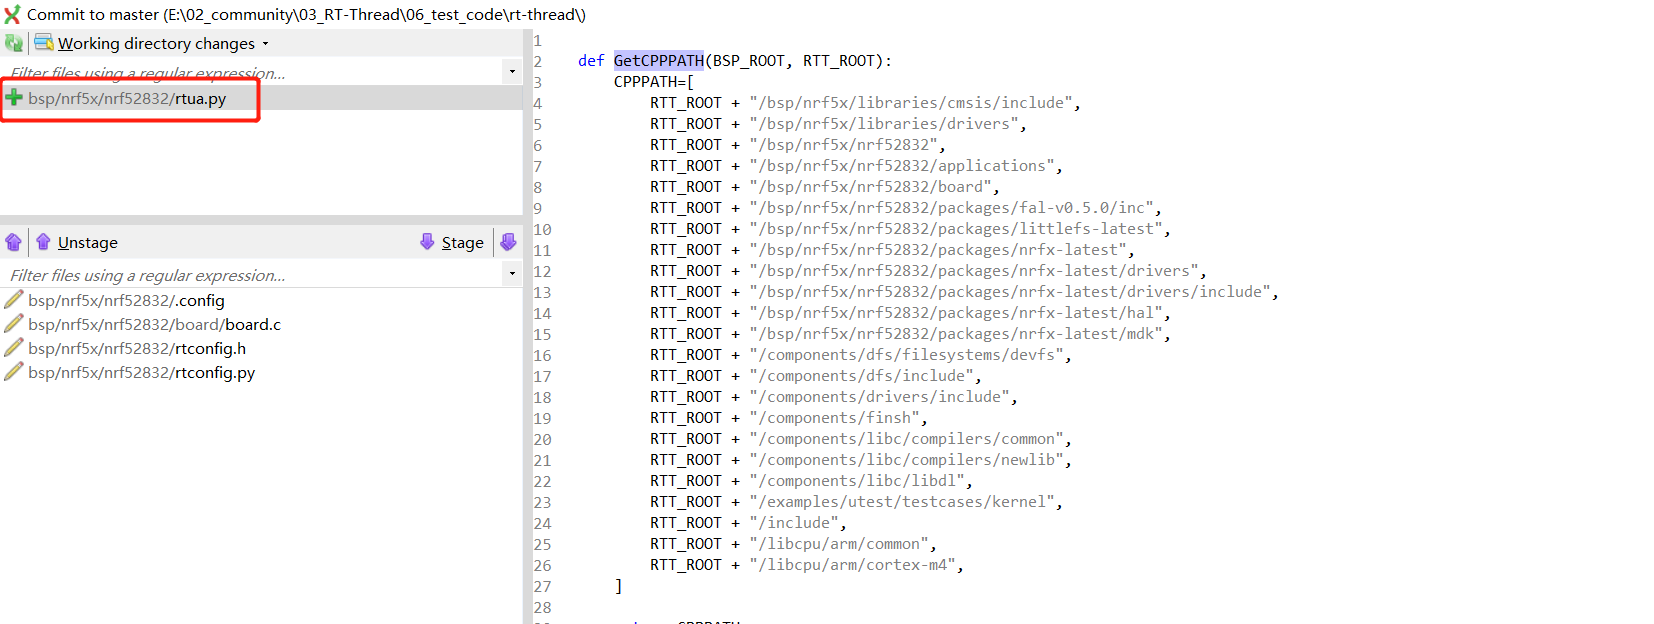 Commit to master (E:\02_community\03_RT-Thread\06_test_code\rt-thread\)
Working directory changes
Filter files using a regular expression...
bsp/nrf5x/nrf52832/rtua.py
Unstage
Stage
Filter files using a regular expression...
bsp/nrf5x/nrf52832/.config
bsp/nrf5x/nrf52832/board/board.c
bsp/nrf5x/nrf52832/rtconfig.h
bsp/nrf5x/nrf52832/rtconfig.py
1
2 def GetCPPPATH(BSP_ROOT, RTT_ROOT):
3 CPPPATH=[
4 RTT_ROOT + "/bsp/nrf5x/libraries/cmsis/include",
5 RTT_ROOT + "/bsp/nrf5x/libraries/drivers",
6 RTT_ROOT + "/bsp/nrf5x/nrf52832",
7 RTT_ROOT + "/bsp/nrf5x/nrf52832/applications",
8 RTT_ROOT + "/bsp/nrf5x/nrf52832/board",
9 RTT_ROOT + "/bsp/nrf5x/nrf52832/packages/fal-v0.5.0/inc",
10 RTT_ROOT + "/bsp/nrf5x/nrf52832/packages/littlefs-latest",
11 RTT_ROOT + "/bsp/nrf5x/nrf52832/packages/nrfx-latest",
12 RTT_ROOT + "/bsp/nrf5x/nrf52832/packages/nrfx-latest/drivers",
13 RTT_ROOT + "/bsp/nrf5x/nrf52832/packages/nrfx-latest/drivers/include",
14 RTT_ROOT + "/bsp/nrf5x/nrf52832/packages/nrfx-latest/hal",
15 RTT_ROOT + "/bsp/nrf5x/nrf52832/packages/nrfx-latest/mdk",
16 RTT_ROOT + "/components/dfs/filesystems/devfs",
17 RTT_ROOT + "/components/dfs/include",
18 RTT_ROOT + "/components/drivers/include",
19 RTT_ROOT + "/components/finsh",
20 RTT_ROOT + "/components/libc/compilers/common",
21 RTT_ROOT + "/components/libc/compilers/newlib",
22 RTT_ROOT + "/components/libc/libdl",
23 RTT_ROOT + "/examples/utest/testcases/kernel",
24 RTT_ROOT + "/include",
25 RTT_ROOT + "/libcpu/arm/common",
26 RTT_ROOT + "/libcpu/arm/cortex-m4",
27 ]
28